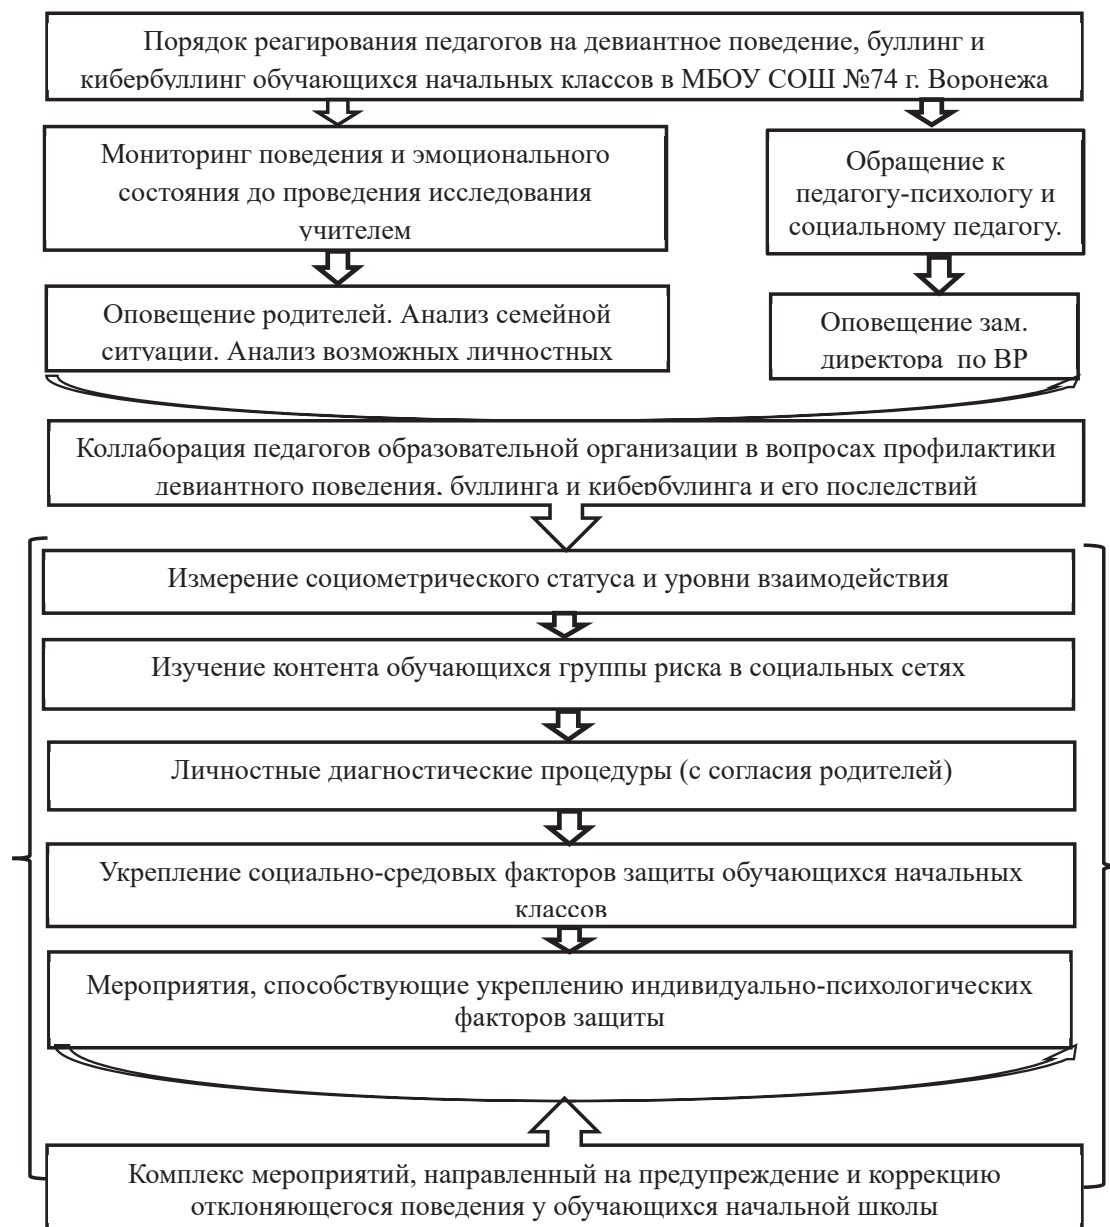 Порядок реагирования педагогов на девиантное поведение, буллинг и
кибербуллинг обучающихся начальных классов в МБОУ СОШ №74 г. Воронежа
Мониторинг поведения и эмоционального
состояния до проведения исследования
учителем
Обращение к
педагогу-психологу и
социальному педагогу.
Оповещение родителей. Анализ семейной
ситуации. Анализ возможных личностных
Оповещение зам.
директора по ВР
Коллаборация педагогов образовательной организации в вопросах профилактики
девиантного поведения, буллинга и кибербулинга и его последствий
Измерение социометрического статуса и уровни взаимодействия
Изучение контента обучающихся группы риска в социальных сетях
Личностные диагностические процедуры (с согласия родителей)
Укрепление социально-средовых факторов защиты обучающихся начальных
классов
Мероприятия, способствующие укреплению индивидуально-психологических
факторов защиты
Комплекс мероприятий, направленный на предупреждение и коррекцию
отклоняющегося поведения у обучающихся начальной школы